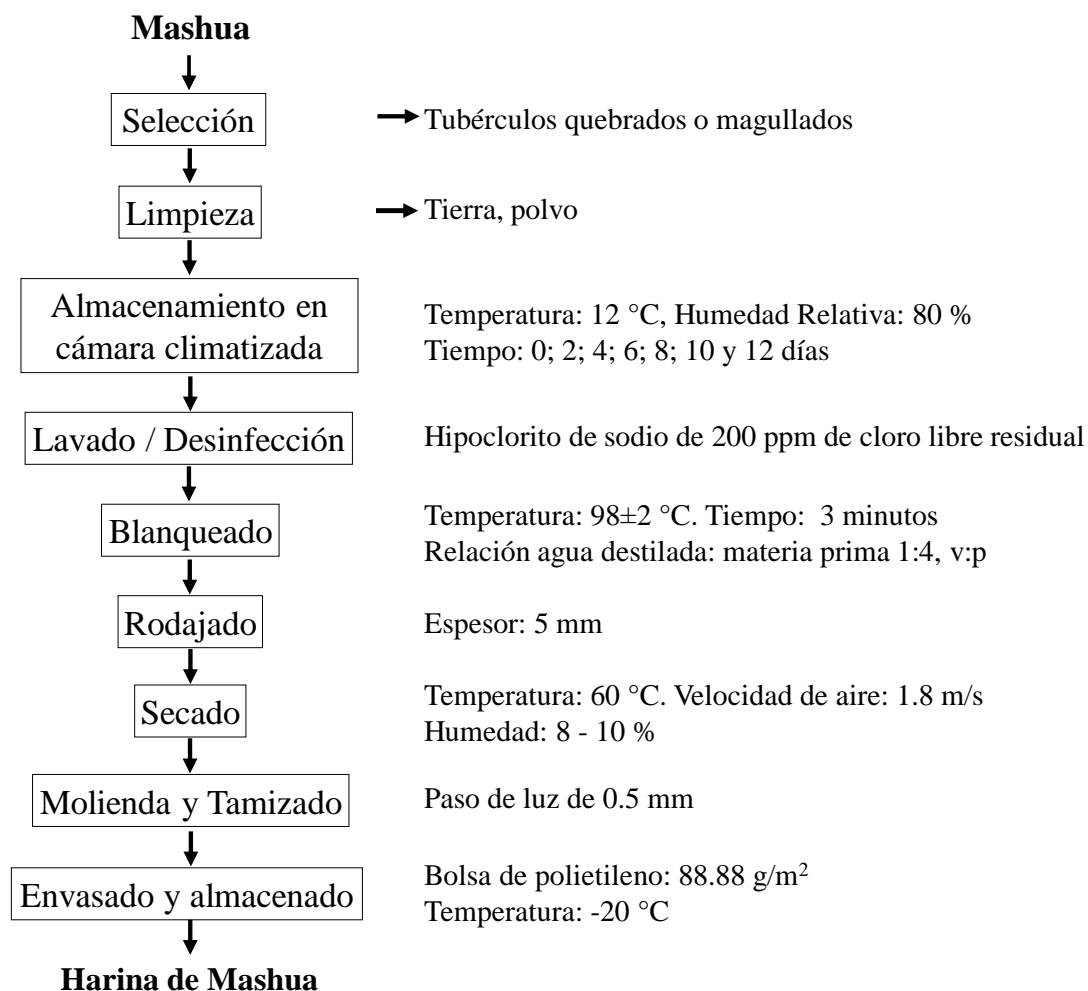 Mashua
Selección
Tubérculos quebrados o magullados
Limpieza
Tierra, polvo
Almacenamiento en
cámara climatizada
Temperatura: 12 °C, Humedad Relativa: 80 %
Tiempo: 0; 2; 4; 6; 8; 10 y 12 días
Lavado / Desinfección
Hipoclorito de sodio de 200 ppm de cloro libre residual
Blanqueado
Temperatura: 98±2 °C. Tiempo: 3 minutos
Relación agua destilada: materia prima 1:4, v:p
Rodajado
Espesor: 5 mm
Secado
Temperatura: 60 °C. Velocidad de aire: 1.8 m/s
Humedad: 8 - 10 %
Molienda y Tamizado
Paso de luz de 0.5 mm
Envasado y almacenado
Bolsa de polietileno: 88.88 g/m²
Temperatura: -20 °C
Harina de Mashua